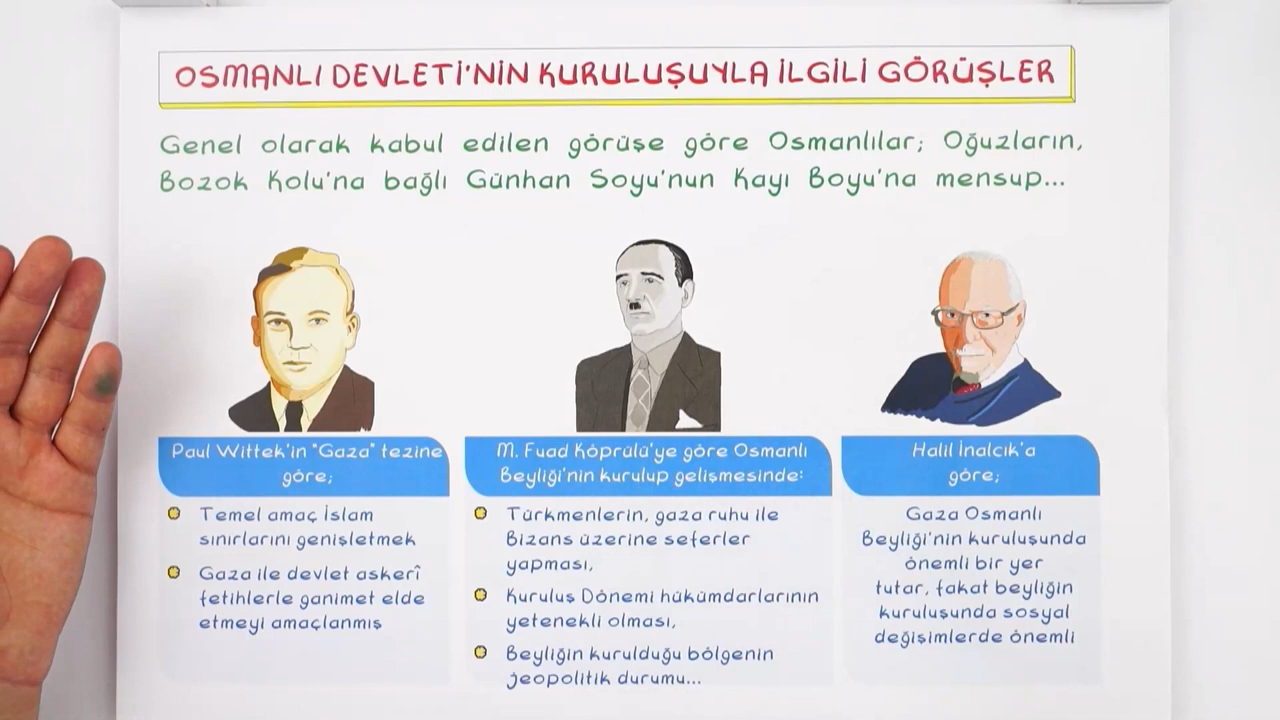 OSMANLI DEVLETİ'NİN KURULUŞUYLA İLGİLİ GÖRÜŞLER
Genel olarak kabul edilen görüşe göre Osmanlılar; Oğuzların,
Bozok Kolu'na bağlı Günhan Soyu'nun Kayı Boyu'na mensup...
Paul Wittek'in "Gaza" tezine
göre;
Temel amaç İslam
sınırlarını genişletmek
Gaza ile devlet askerî
fetihlerle ganimet elde
etmeyi amaçlanmış
M. Fuad Köprülü'ye göre Osmanlı
Beyliği'nin kurulup gelişmesinde:
Türkmenlerin, gaza ruhu ile
Bizans üzerine seferler
yapması,
Kuruluş Dönemi hükümdarlarının
yetenekli olması,
Beyliğin kurulduğu bölgenin
jeopolitik durumu...
Halil İnalcık'a
göre;
Gaza Osmanlı
Beyliği'nin kuruluşunda
önemli bir yer
tutar, fakat beyliğin
kuruluşunda sosyal
değişimlerde önemli